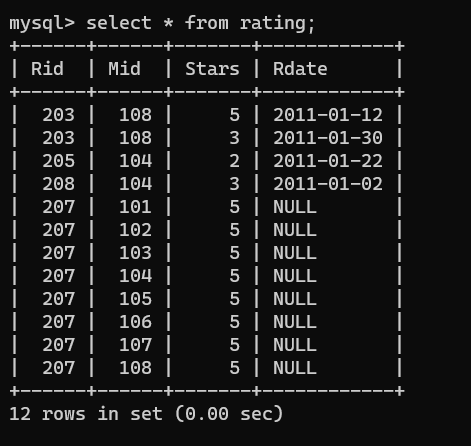 mysql> select * from rating;
+------+------+-------+------------+
| Rid  | Mid  | Stars | Rdate      |
+------+------+-------+------------+
|  203 |  108 |     5 | 2011-01-12 |
|  203 |  108 |     3 | 2011-01-30 |
|  205 |  104 |     2 | 2011-01-22 |
|  208 |  104 |     3 | 2011-01-02 |
|  207 |  101 |     5 | NULL       |
|  207 |  102 |     5 | NULL       |
|  207 |  103 |     5 | NULL       |
|  207 |  104 |     5 | NULL       |
|  207 |  105 |     5 | NULL       |
|  207 |  106 |     5 | NULL       |
|  207 |  107 |     5 | NULL       |
|  207 |  108 |     5 | NULL       |
+------+------+-------+------------+
12 rows in set (0.00 sec)